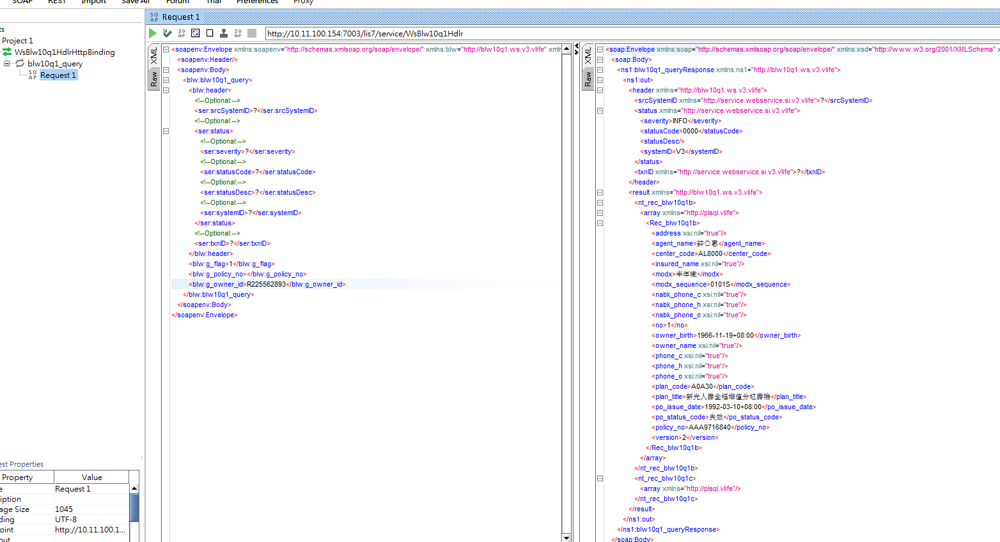 SOAP REST Import Save All Forum Trial Preferences Proxy
Request 1
http://10.11.100.154:7003/lis7/service/WsBlw10q1Hdlr
ts
Project 1
WsBlw10q1HdlrHttpBinding
blw10q1_query
SO AP Request 1
XML
Raw
<soapenv:Envelope xmlns:soapenv="http://schemas.xmlsoap.org/soap/envelope/" xmlns:blw="http://blw10q1.ws.v3.vlife" xmlr
<soapenv:Header/>
<soapenv:Body>
<blw:blw10q1_query>
<blw:header>
<!--Optional:-->
<ser:srcSystemID>?</ser:srcSystemID>
<!--Optional:-->
<ser:status>
<!--Optional:-->
<ser:severity>?</ser:severity>
<!--Optional:-->
<ser:statusCode>?</ser:statusCode>
<!--Optional:-->
<ser:statusDesc>?</ser:statusDesc>
<!--Optional:-->
<ser:systemID>?</ser:systemID>
</ser:status>
<!--Optional:-->
<ser:txnID>?</ser:txnID>
</blw:header>
<blw:g_flag>1</blw:g_flag>
<blw:g_policy_no></blw:g_policy_no>
<blw:g_owner_id>R225562893</blw:g_owner_id>
</blw:blw10q1_query>
</soapenv:Body>
</soapenv:Envelope>
XML
Raw
<soap:Envelope xmlns:soap="http://schemas.xmlsoap.org/soap/envelope/" xmlns:xsd="http://www.w3.org/2001/XMLSchema" x
<soap:Body>
<ns1:blw10q1_queryResponse xmlns:ns1="http://blw10q1.ws.v3.vlife">
<ns1:out>
<header xmlns="http://blw10q1.ws.v3.vlife">
<srcSystemID xmlns="http://service.webservice.si.v3.vlife">?</srcSystemID>
<status xmlns="http://service.webservice.si.v3.vlife">
<severity>INFO</severity>
<statusCode>0000</statusCode>
<statusDesc/>
<systemID>V3</systemID>
</status>
<txnID xmlns="http://service.webservice.si.v3.vlife">?</txnID>
</header>
<result xmlns="http://blw10q1.ws.v3.vlife">
<nt_rec_blw10q1b>
<array xmlns="http://plsql.vlife">
<Rec_blw10q1b>
<address xsi:nil="true"/>
<agent_name>許○惠</agent_name>
<center_code>AL8000</center_code>
<insured_name xsi:nil="true"/>
<modx>半年繳</modx>
<modx_sequence>0101S</modx_sequence>
<nabk_phone_c xsi:nil="true"/>
<nabk_phone_h xsi:nil="true"/>
<nabk_phone_o xsi:nil="true"/>
<no>1</no>
<owner_birth>1966-11-19+08:00</owner_birth>
<owner_name xsi:nil="true"/>
<phone_c xsi:nil="true"/>
<phone_h xsi:nil="true"/>
<phone_o xsi:nil="true"/>
<plan_code>A0A30</plan_code>
<plan_title>新光人壽全福增值分紅壽險</plan_title>
<po_issue_date>1992-03-10+08:00</po_issue_date>
<po_status_code>失效</po_status_code>
<policy_no>AAA9716840</policy_no>
<version>2</version>
</Rec_blw10q1b>
</array>
</nt_rec_blw10q1b>
<nt_rec_blw10q1c>
<array xmlns="http://plsql.vlife"/>
</nt_rec_blw10q1c>
</result>
</ns1:out>
</ns1:blw10q1_queryResponse>
</soap:Body>
est Properties
Property Value
e Request 1
iption
age Size 1045
ding UTF-8
oint http://10.11.100.1...
out